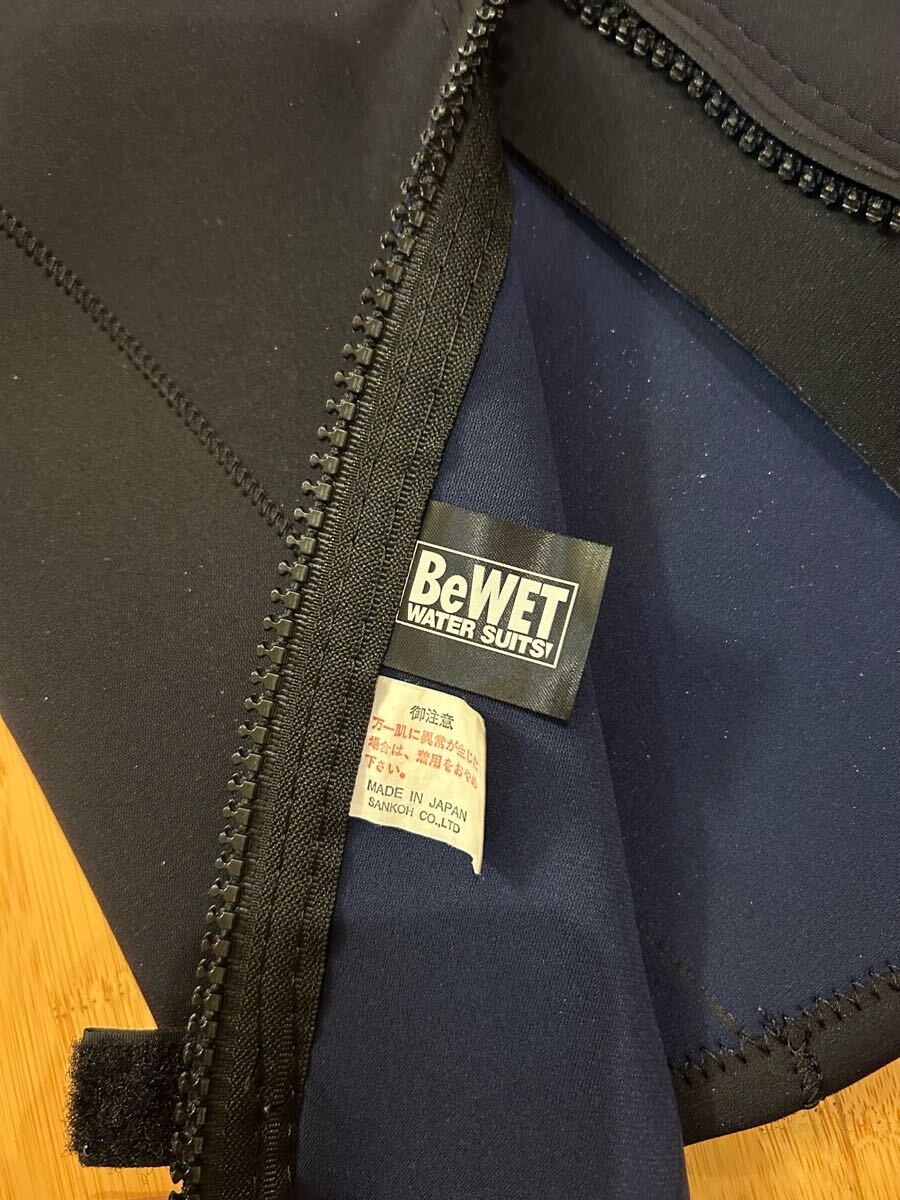 BeWET
WATER SUITS
御注意
万一肌に異常が生じた
場合は、着用をおやめ
下さい。
MADE IN JAPAN
SANKOH CO.,LTD